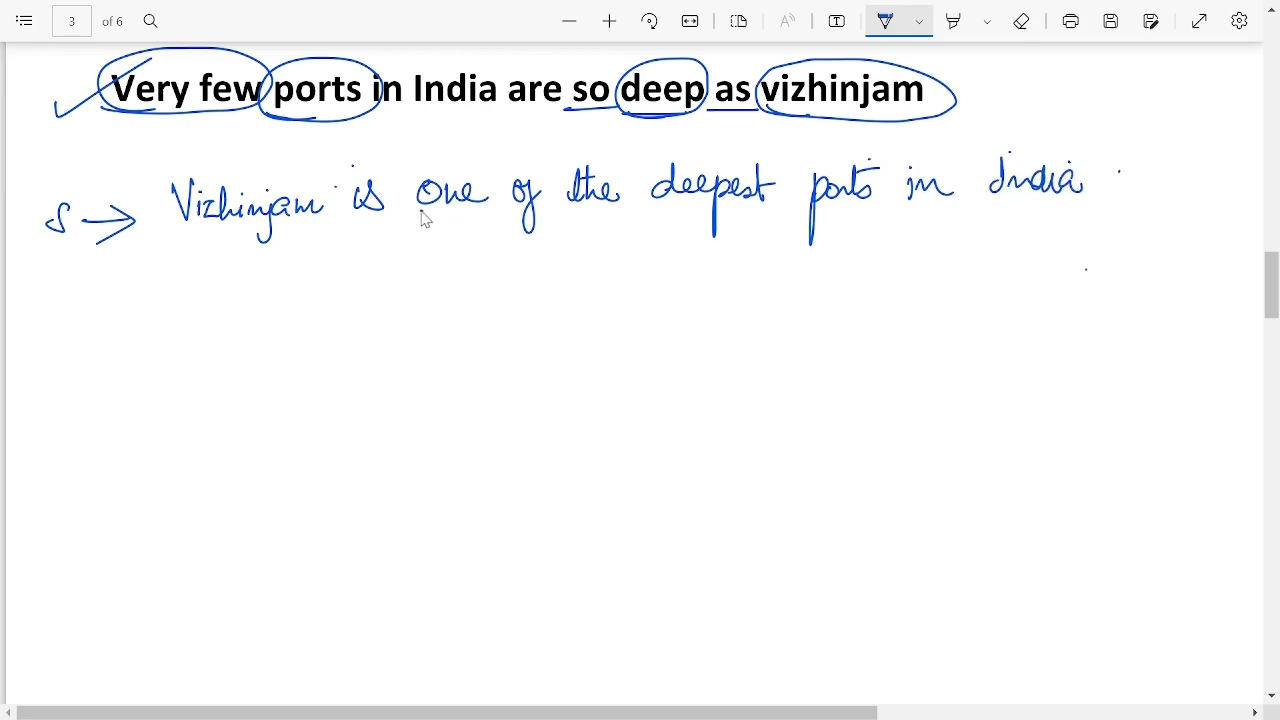 3 of 6
Very few ports in India are so deep as vizhinjam
S → Vizhinjam is One of the deepest ports in India.